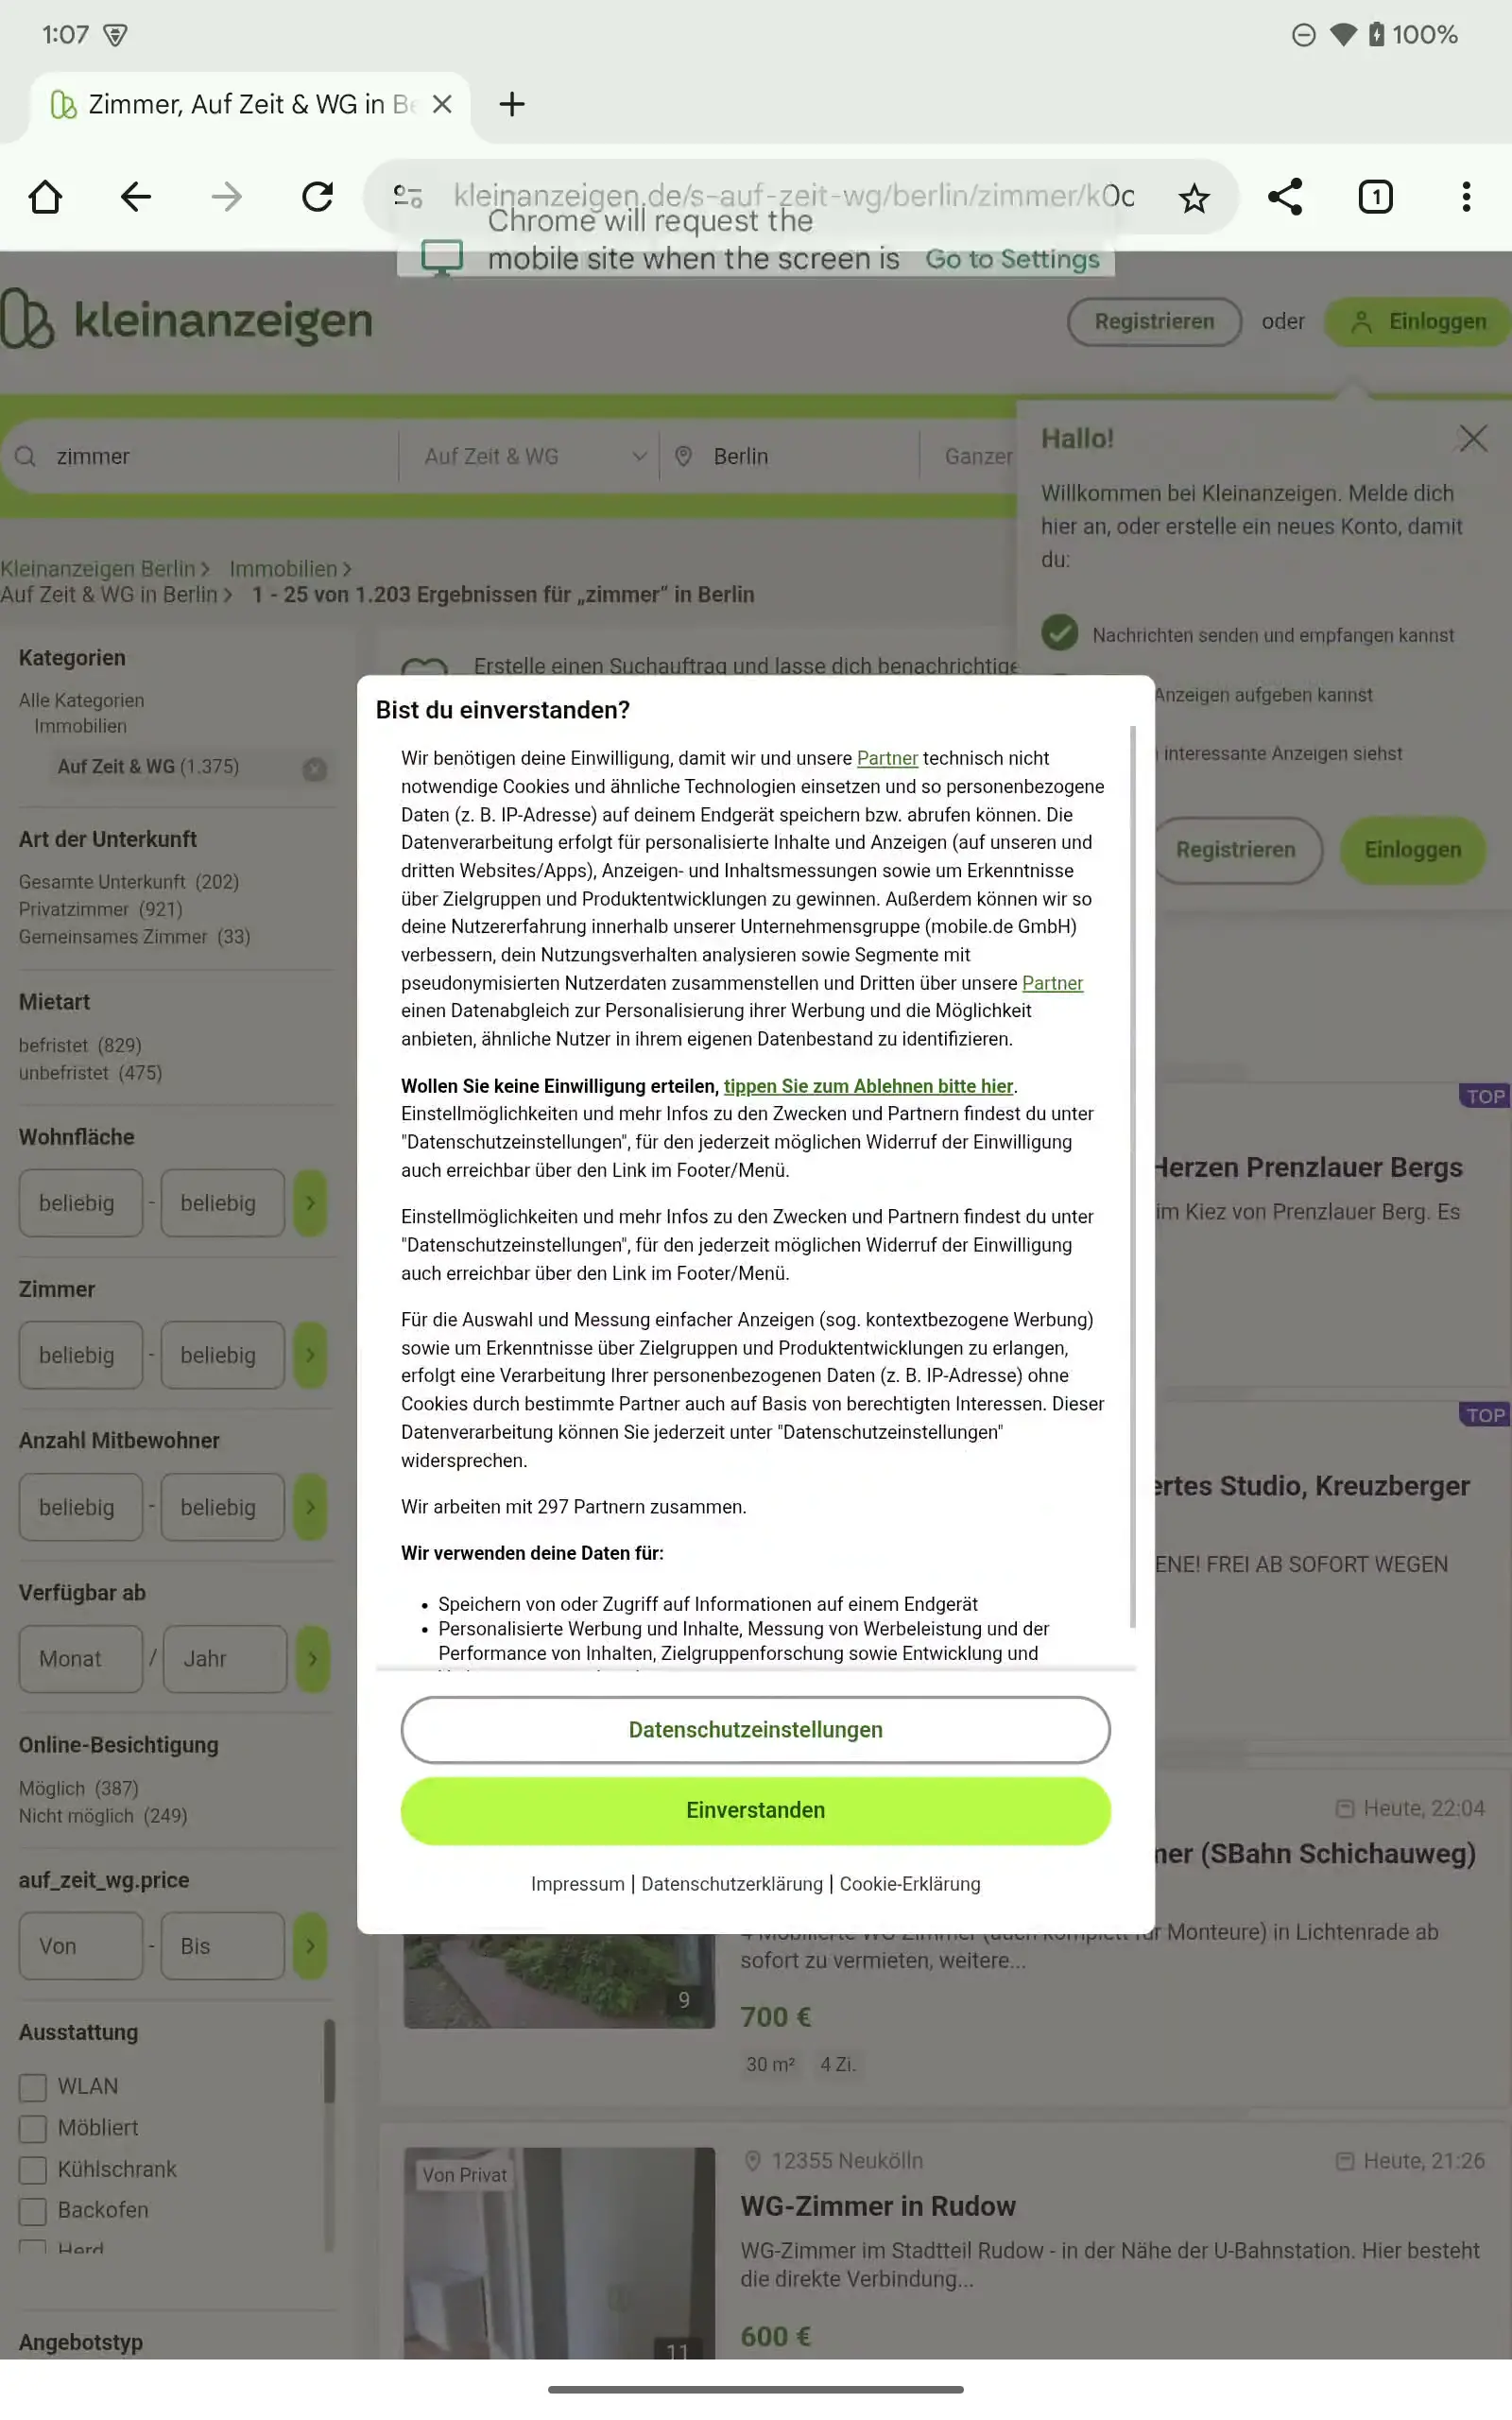 1:07
100%
Zimmer, Auf Zeit & WG in Be
kleinanzeigen.de/s-auf-zeit-wg/berlin/zimmer/k0c
1
Chrome will request the
mobile site when the screen is
Go to Settings
kleinanzeigen
Registrieren oder Einloggen
zimmer
Auf Zeit & WG
Berlin
Ganzer
Hallo!
Willkommen bei Kleinanzeigen. Melde dich
hier an, oder erstelle ein neues Konto, damit
du:
Nachrichten senden und empfangen kannst
Anzeigen aufgeben kannst
interessante Anzeigen siehst
Registrieren
Einloggen
Kleinanzeigen Berlin > Immobilien >
Auf Zeit & WG in Berlin > 1 - 25 von 1.203 Ergebnissen für „zimmer“ in Berlin
Kategorien
Alle Kategorien
Immobilien
Auf Zeit & WG (1.375)
Art der Unterkunft
Gesamte Unterkunft (202)
Privatzimmer (921)
Gemeinsames Zimmer (33)
Mietart
befristet (829)
unbefristet (475)
Wohnfläche
beliebig - beliebig
Zimmer
beliebig - beliebig
Anzahl Mitbewohner
beliebig - beliebig
Verfügbar ab
Monat / Jahr
Online-Besichtigung
Möglich (387)
Nicht möglich (249)
auf_zeit_wg.price
Von - Bis
Ausstattung
WLAN
Möbliert
Kühlschrank
Backofen
Herd
Angebotstyp
Erstelle einen Suchauftrag und lasse dich benachrichtige
Bist du einverstanden?
Wir benötigen deine Einwilligung, damit wir und unsere Partner technisch nicht
notwendige Cookies und ähnliche Technologien einsetzen und so personenbezogene
Daten (z. B. IP-Adresse) auf deinem Endgerät speichern bzw. abrufen können. Die
Datenverarbeitung erfolgt für personalisierte Inhalte und Anzeigen (auf unseren und
dritten Websites/Apps), Anzeigen- und Inhaltsmessungen sowie um Erkenntnisse
über Zielgruppen und Produktentwicklungen zu gewinnen. Außerdem können wir so
deine Nutzererfahrung innerhalb unserer Unternehmensgruppe (mobile.de GmbH)
verbessern, dein Nutzungsverhalten analysieren sowie Segmente mit
pseudonymisierten Nutzerdaten zusammenstellen und Dritten über unsere Partner
einen Datenabgleich zur Personalisierung ihrer Werbung und die Möglichkeit
anbieten, ähnliche Nutzer in ihrem eigenen Datenbestand zu identifizieren.
Wollen Sie keine Einwilligung erteilen, tippen Sie zum Ablehnen bitte hier.
Einstellmöglichkeiten und mehr Infos zu den Zwecken und Partnern findest du unter
"Datenschutzeinstellungen", für den jederzeit möglichen Widerruf der Einwilligung
auch erreichbar über den Link im Footer/Menü.
Einstellmöglichkeiten und mehr Infos zu den Zwecken und Partnern findest du unter
"Datenschutzeinstellungen", für den jederzeit möglichen Widerruf der Einwilligung
auch erreichbar über den Link im Footer/Menü.
Für die Auswahl und Messung einfacher Anzeigen (sog. kontextbezogene Werbung)
sowie um Erkenntnisse über Zielgruppen und Produktentwicklungen zu erlangen,
erfolgt eine Verarbeitung Ihrer personenbezogenen Daten (z. B. IP-Adresse) ohne
Cookies durch bestimmte Partner auch auf Basis von berechtigten Interessen. Dieser
Datenverarbeitung können Sie jederzeit unter "Datenschutzeinstellungen"
widersprechen.
Wir arbeiten mit 297 Partnern zusammen.
Wir verwenden deine Daten für:
• Speichern von oder Zugriff auf Informationen auf einem Endgerät
• Personalisierte Werbung und Inhalte, Messung von Werbeleistung und der
Performance von Inhalten, Zielgruppenforschung sowie Entwicklung und
Datenschutzeinstellungen
Einverstanden
Impressum | Datenschutzerklärung | Cookie-Erklärung
TOP
Herzen Prenzlauer Bergs
im Kiez von Prenzlauer Berg. Es
TOP
ertes Studio, Kreuzberger
ENE! FREI AB SOFORT WEGEN
Heute, 22:04
mer (SBahn Schichauweg)
4 Möblierte WG Zimmer (auch komplett für Monteure) in Lichtenrade ab
sofort zu vermieten, weitere...
9
700 €
30 m² 4 Zi.
Von Privat
12355 Neukölln
Heute, 21:26
WG-Zimmer in Rudow
WG-Zimmer im Stadtteil Rudow - in der Nähe der U-Bahnstation. Hier besteht
die direkte Verbindung...
600 €
11